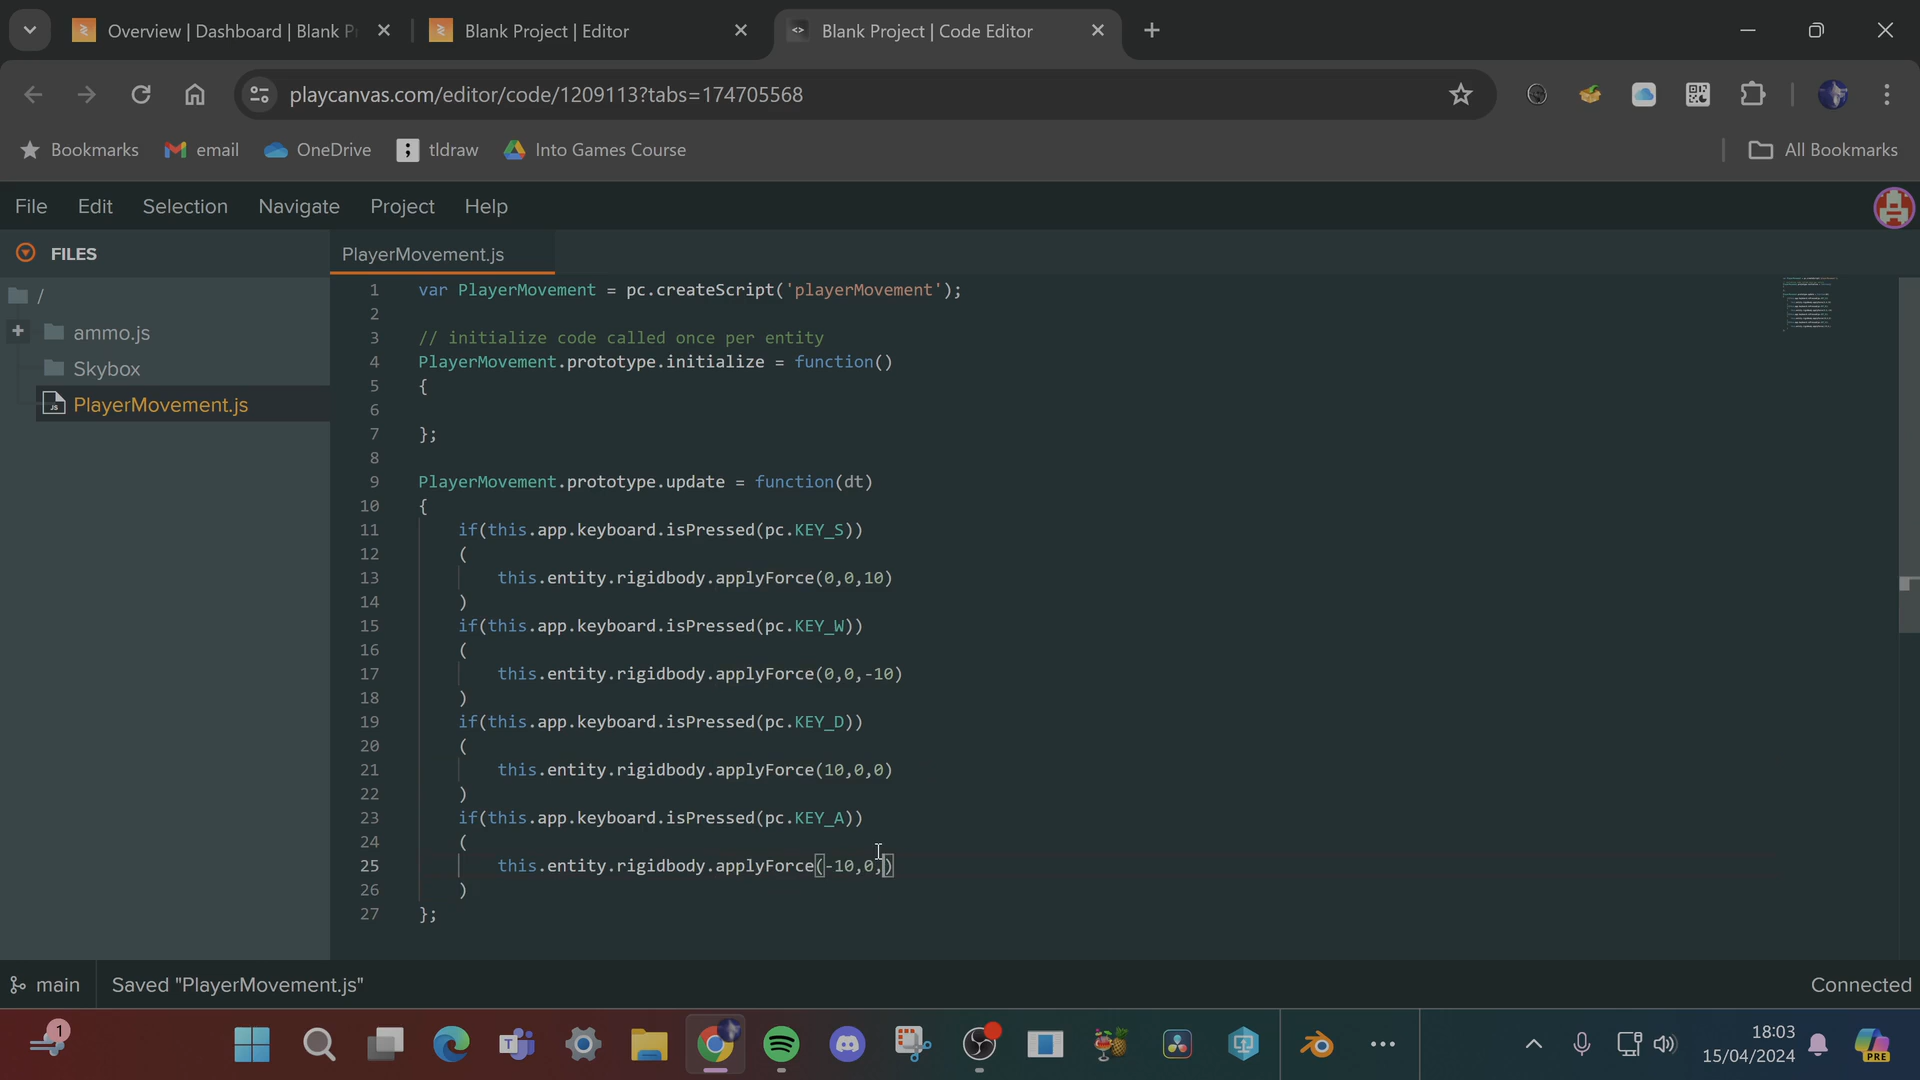 Overview | Dashboard | Blank P
Blank Project | Editor
Blank Project | Code Editor
playcanvas.com/editor/code/1209113?tabs=174705568
Bookmarks
email
OneDrive
tldraw
Into Games Course
All Bookmarks
File
Edit
Selection
Navigate
Project
Help
FILES
PlayerMovement.js
/
ammo.js
Skybox
PlayerMovement.js
1 var PlayerMovement = pc.createScript('playerMovement');
2
3 // initialize code called once per entity
4 PlayerMovement.prototype.initialize = function()
5 {
6
7 };
8
9 PlayerMovement.prototype.update = function(dt)
10 {
11 if(this.app.keyboard.isPressed(pc.KEY_S))
12 (
13 this.entity.rigidbody.applyForce(0,0,10)
14 )
15 if(this.app.keyboard.isPressed(pc.KEY_W))
16 (
17 this.entity.rigidbody.applyForce(0,0,-10)
18 )
19 if(this.app.keyboard.isPressed(pc.KEY_D))
20 (
21 this.entity.rigidbody.applyForce(10,0,0)
22 )
23 if(this.app.keyboard.isPressed(pc.KEY_A))
24 (
25 this.entity.rigidbody.applyForce(-10,0,)
26 )
27 };
main
Saved "PlayerMovement.js"
Connected
1
18:03
15/04/2024
PRE